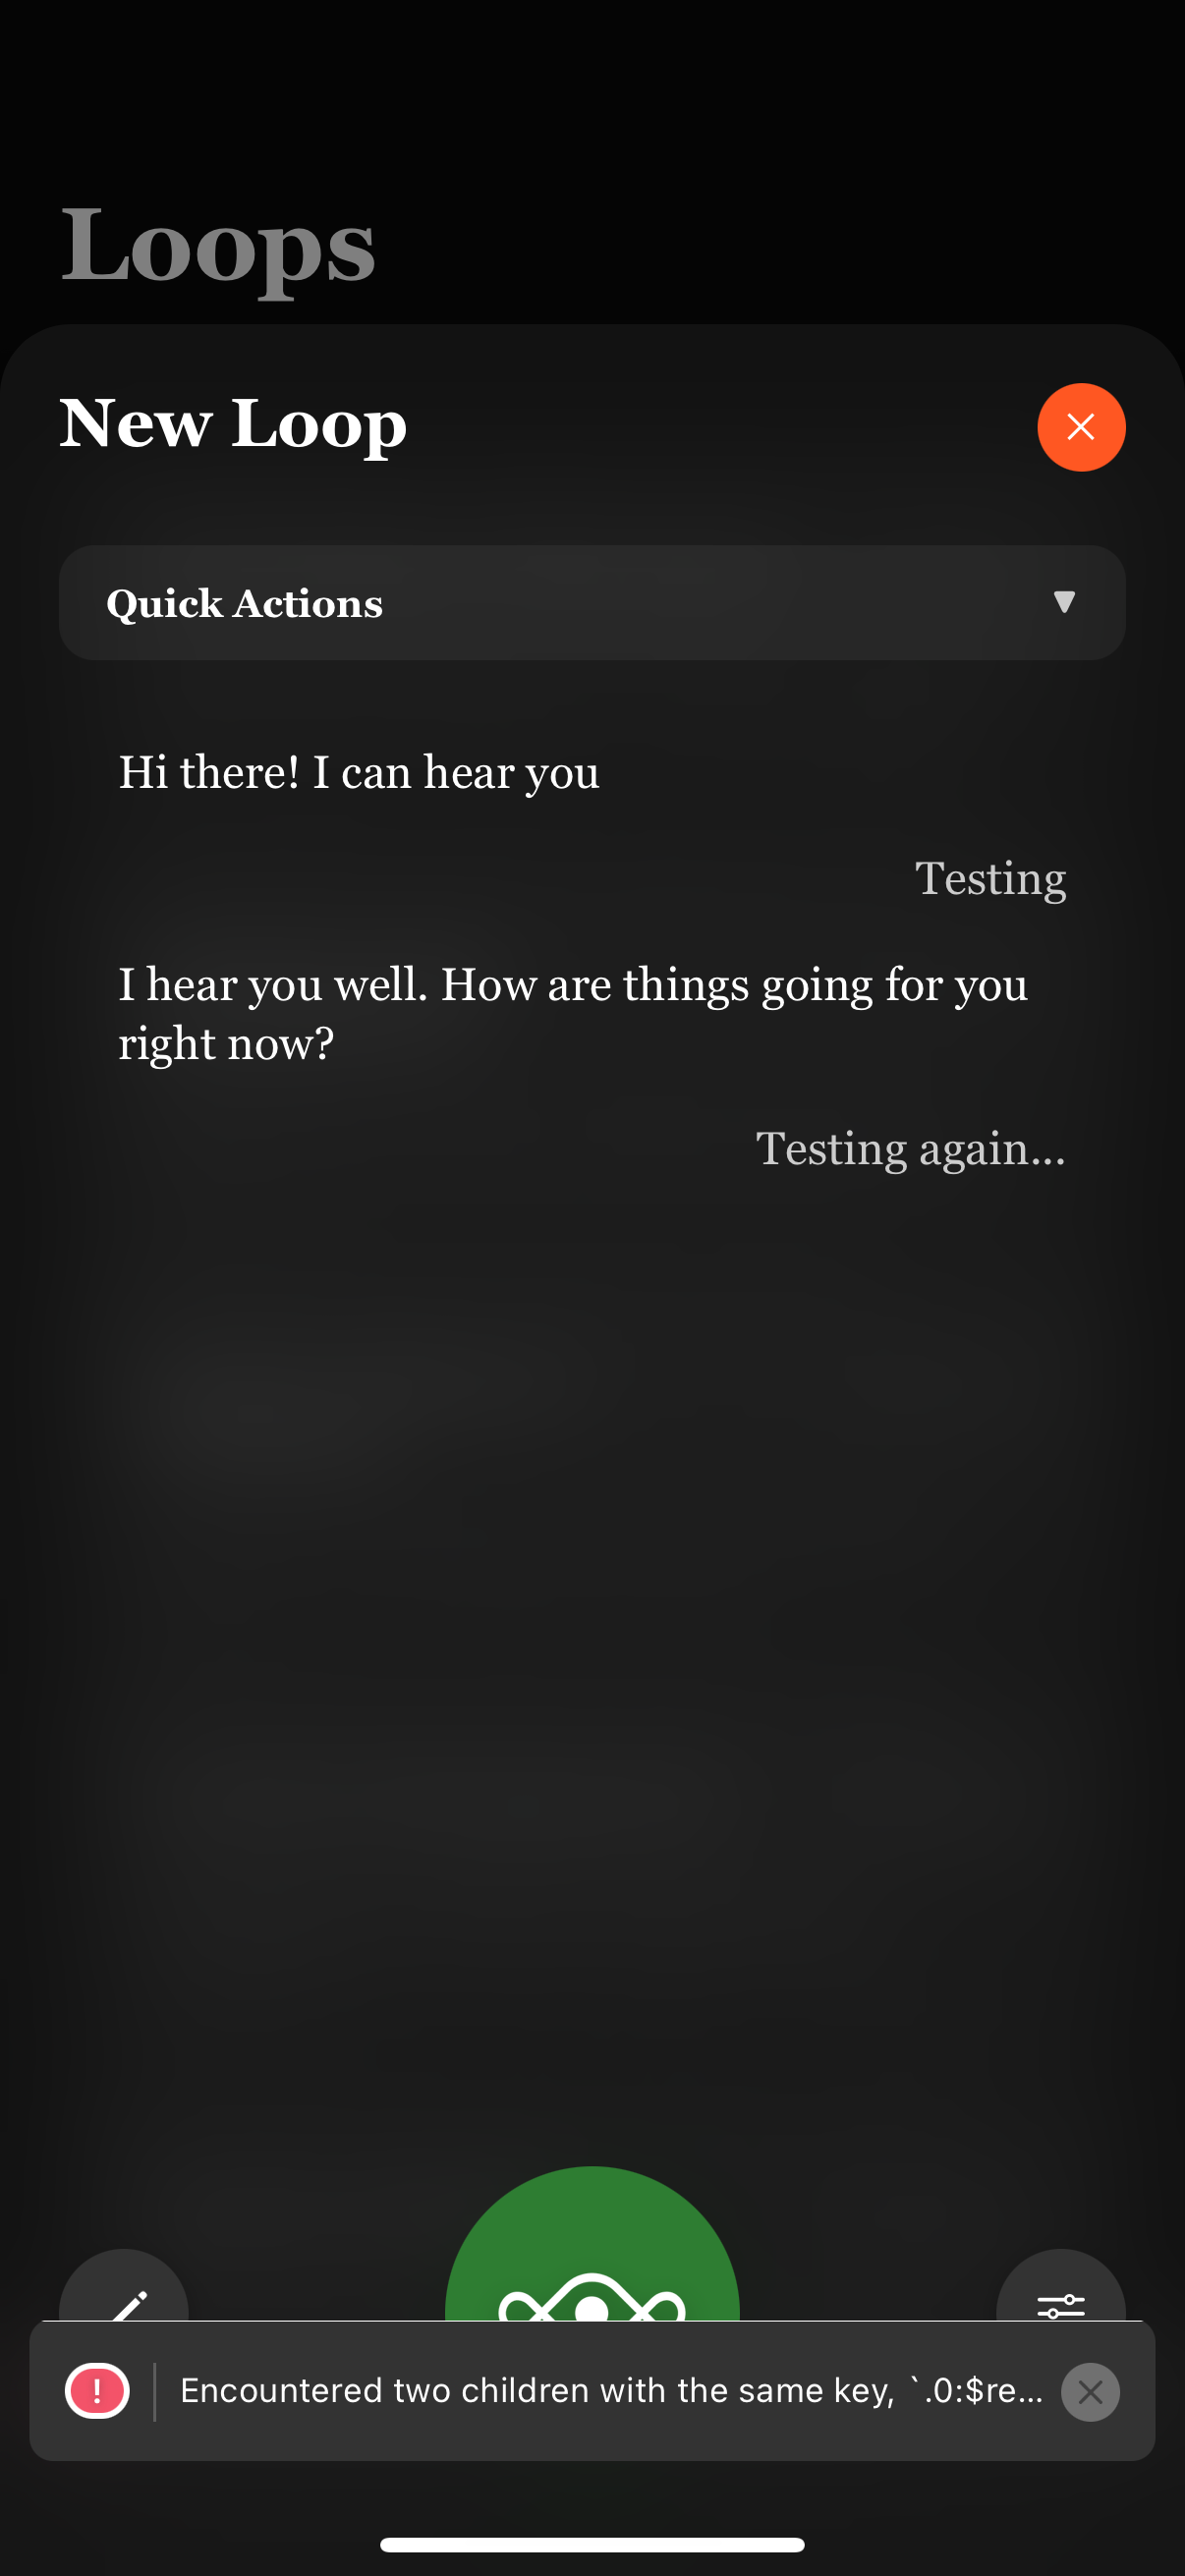 Loops
New Loop
Quick Actions
Hi there! I can hear you
Testing
I hear you well. How are things going for you
right now?
Testing again...
! Encountered two children with the same key, `.0:$re...